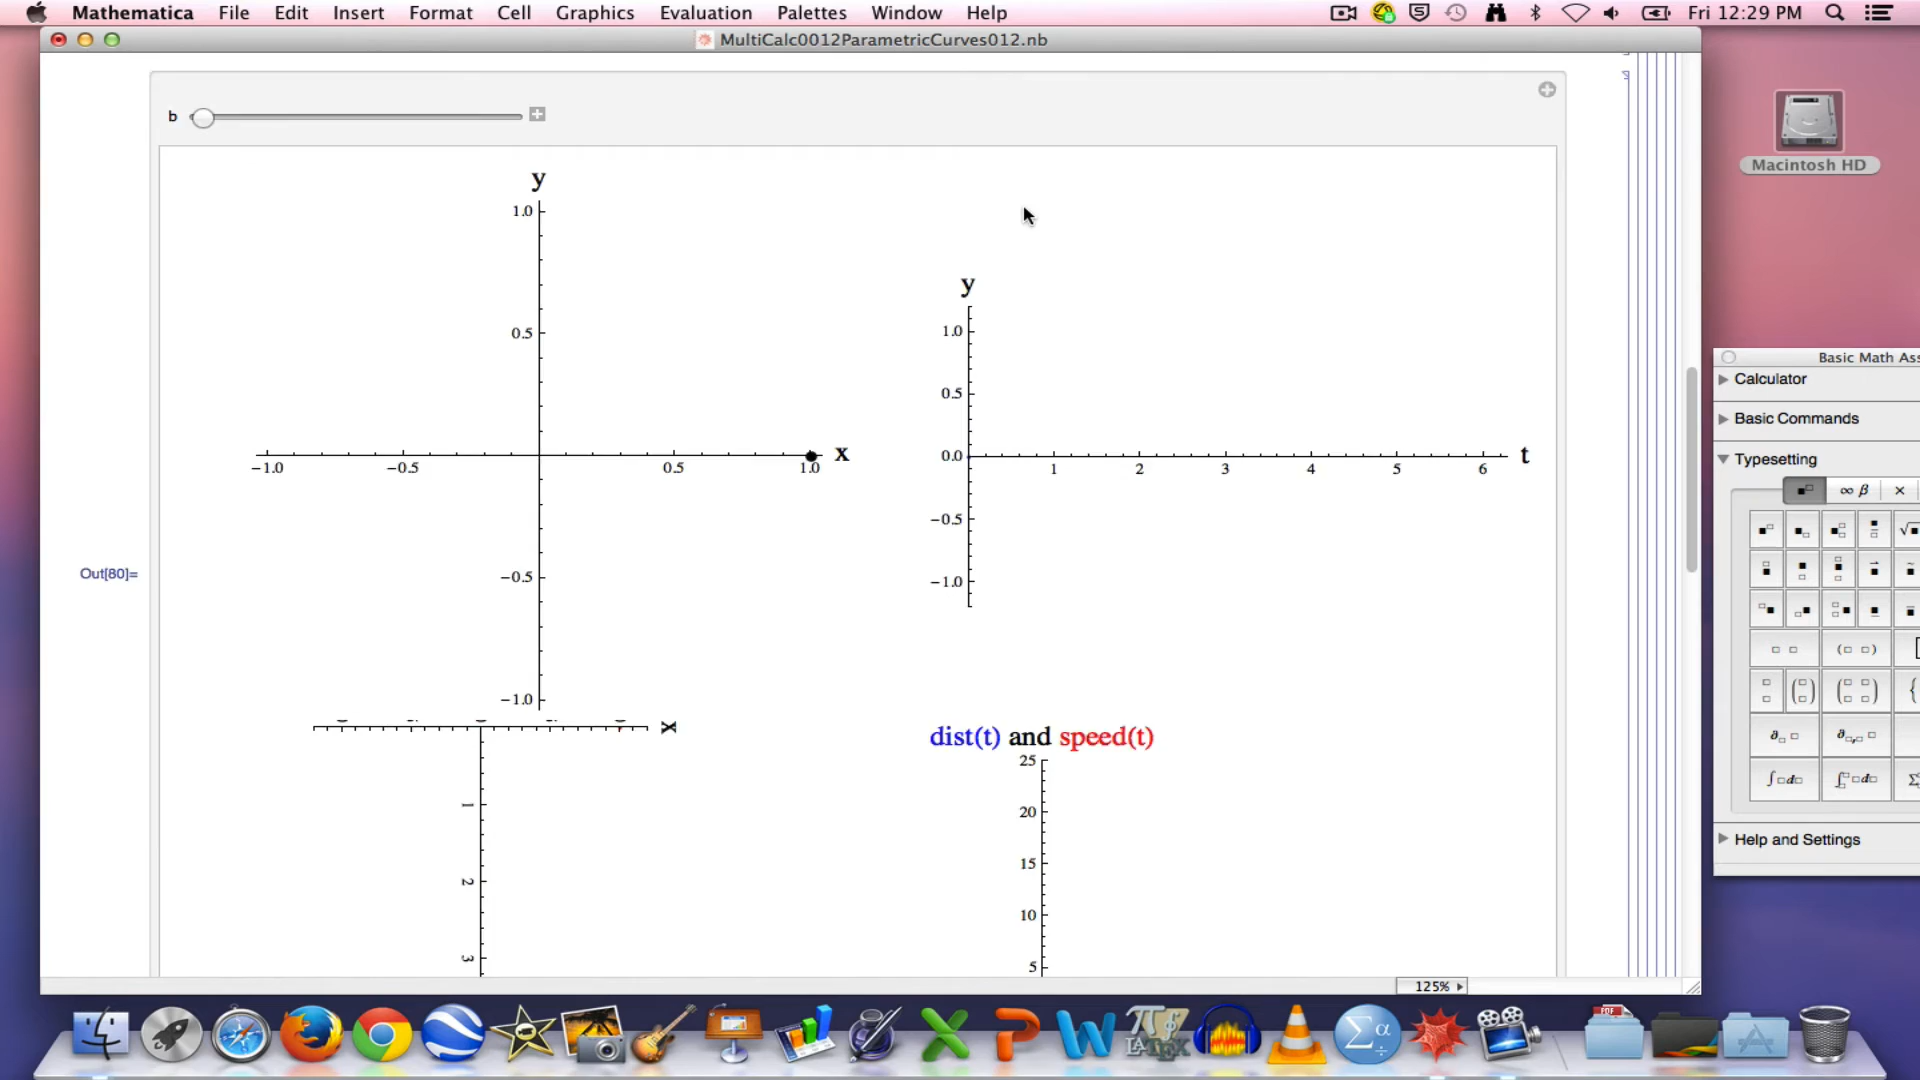 Mathematica File Edit Insert Format Cell Graphics Evaluation Palettes Window Help Fri 12:29 PM
MultiCalc0012ParametricCurves012.nb
b
Macintosh HD
y
1.0
0.5
-0.5
-1.0
-1.0 -0.5 0.5 1.0 x
y
1.0
0.5
0.0
-0.5
-1.0
1 2 3 4 5 6 t
Out[80]=
x
1
2
3
dist(t) and speed(t)
25
20
15
10
5
125%
Basic Math Ass
Calculator
Basic Commands
Typesetting
∞ β
Help and Settings
PDF